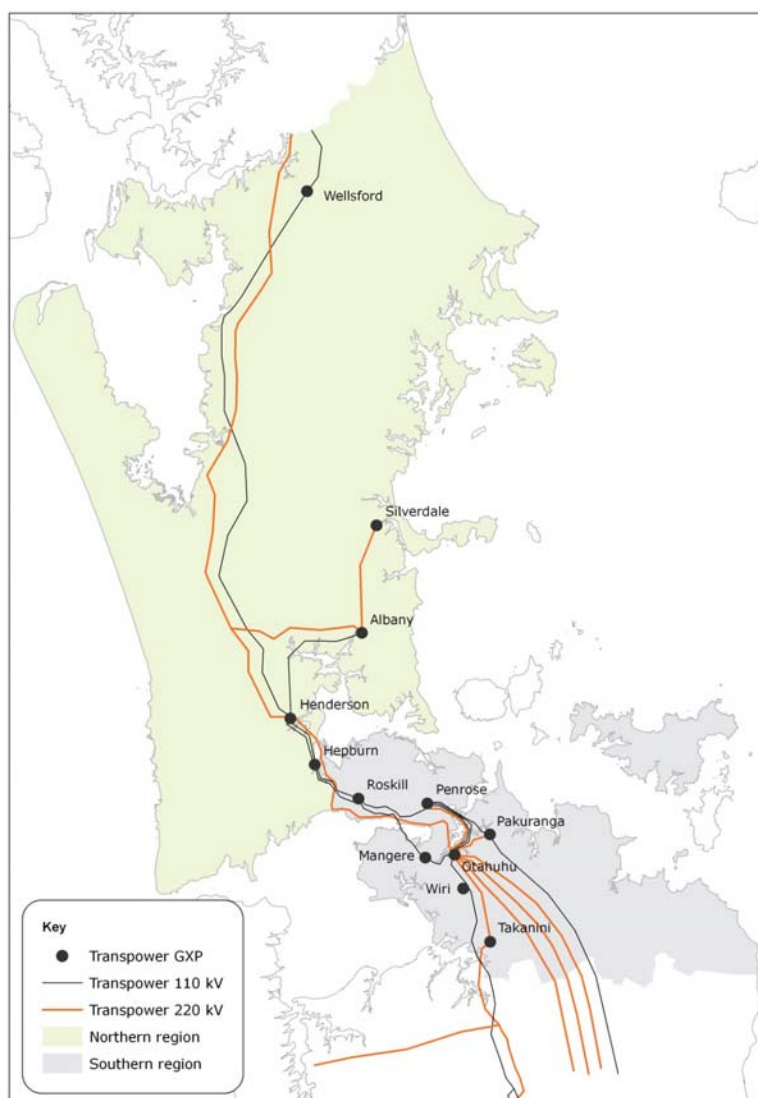 Wellsford
Silverdale
Albany
Henderson
Hepburn
Roskill
Penrose
Pakuranga
Mangere
Otahuhu
Wiri
Takanini
Key
Transpower GXP
Transpower 110 kV
Transpower 220 kV
Northern region
Southern region